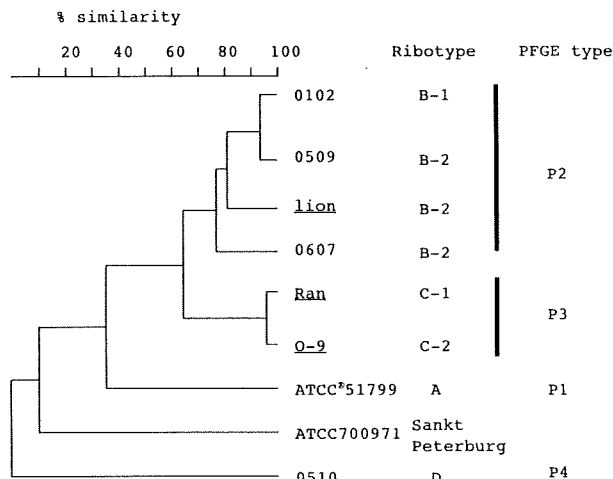 % similarity
20 40 60 80 100 Ribotype PFGE type
0102 B-1
0509 B-2
P2
lion B-2
0607 B-2
Ran C-1
P3
O-9 C-2
ATCC 51799 A P1
ATCC700971 Sankt
Peterburg
0510 D P4